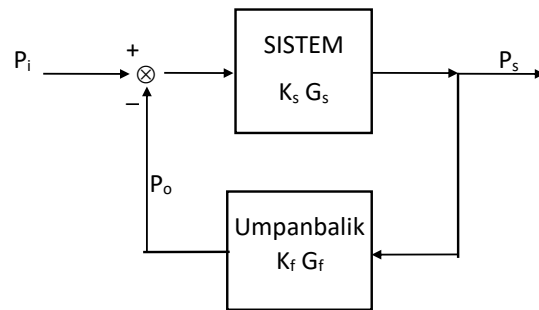 SISTEM
+
Pᵢ
⊗
Pₛ
Kₛ Gₛ
−
Pₒ
Umpanbalik
K_f G_f